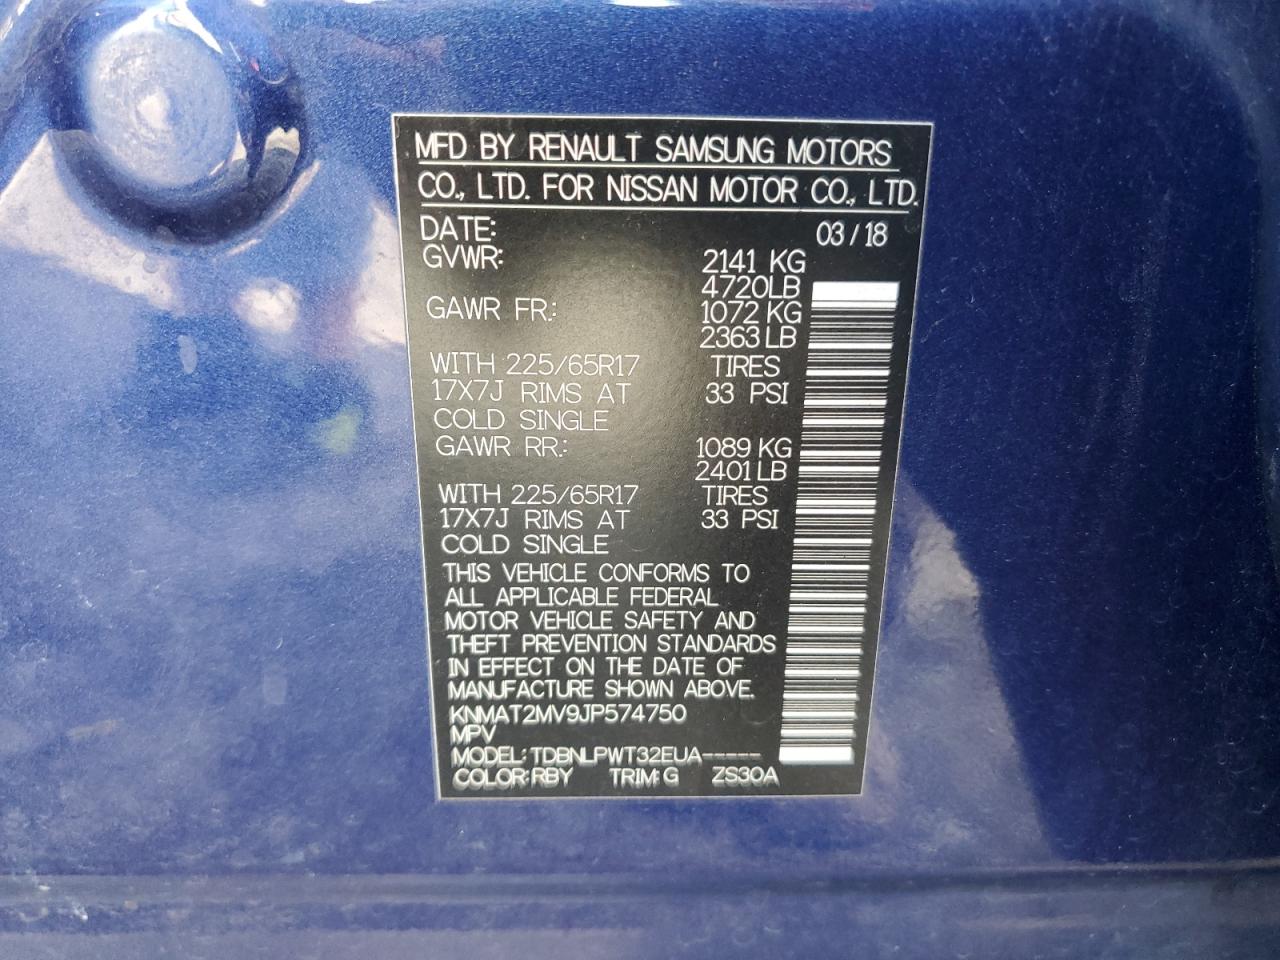 MFD BY RENAULT SAMSUNG MOTORS
CO., LTD. FOR NISSAN MOTOR CO., LTD.
DATE: 03 / 18
GVWR: 2141 KG
4720LB
GAWR FR.: 1072 KG
2363 LB
WITH 225/65R17 TIRES
17X7J RIMS AT 33 PSI
COLD SINGLE
GAWR RR.: 1089 KG
2401 LB
WITH 225/65R17 TIRES
17X7J RIMS AT 33 PSI
COLD SINGLE
THIS VEHICLE CONFORMS TO
ALL APPLICABLE FEDERAL
MOTOR VEHICLE SAFETY AND
THEFT PREVENTION STANDARDS
IN EFFECT ON THE DATE OF
MANUFACTURE SHOWN ABOVE.
KNMAT2MV9JP574750
MPV
MODEL: TDBNLPWT32EUA-----
COLOR: RBY TRIM: G ZS30A